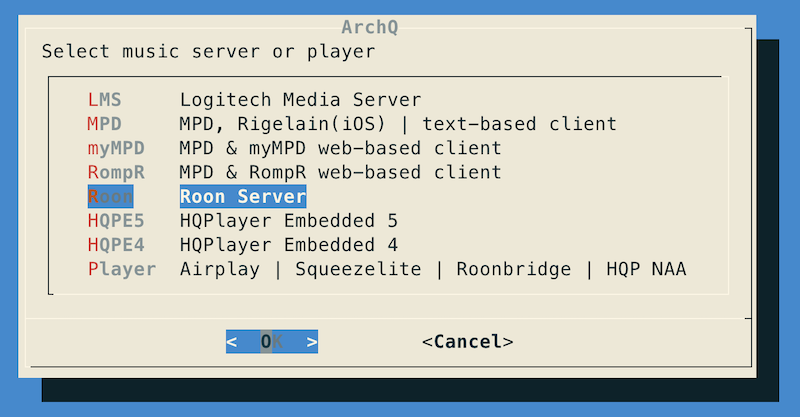 ArchQ
Select music server or player
LMS Logitech Media Server
MPD MPD, Rigelain(iOS) | text-based client
myMPD MPD & myMPD web-based client
RompR MPD & RompR web-based client
Roon Roon Server
HQPE5 HQPlayer Embedded 5
HQPE4 HQPlayer Embedded 4
Player Airplay | Squeezelite | Roonbridge | HQP NAA
< OK > <Cancel>